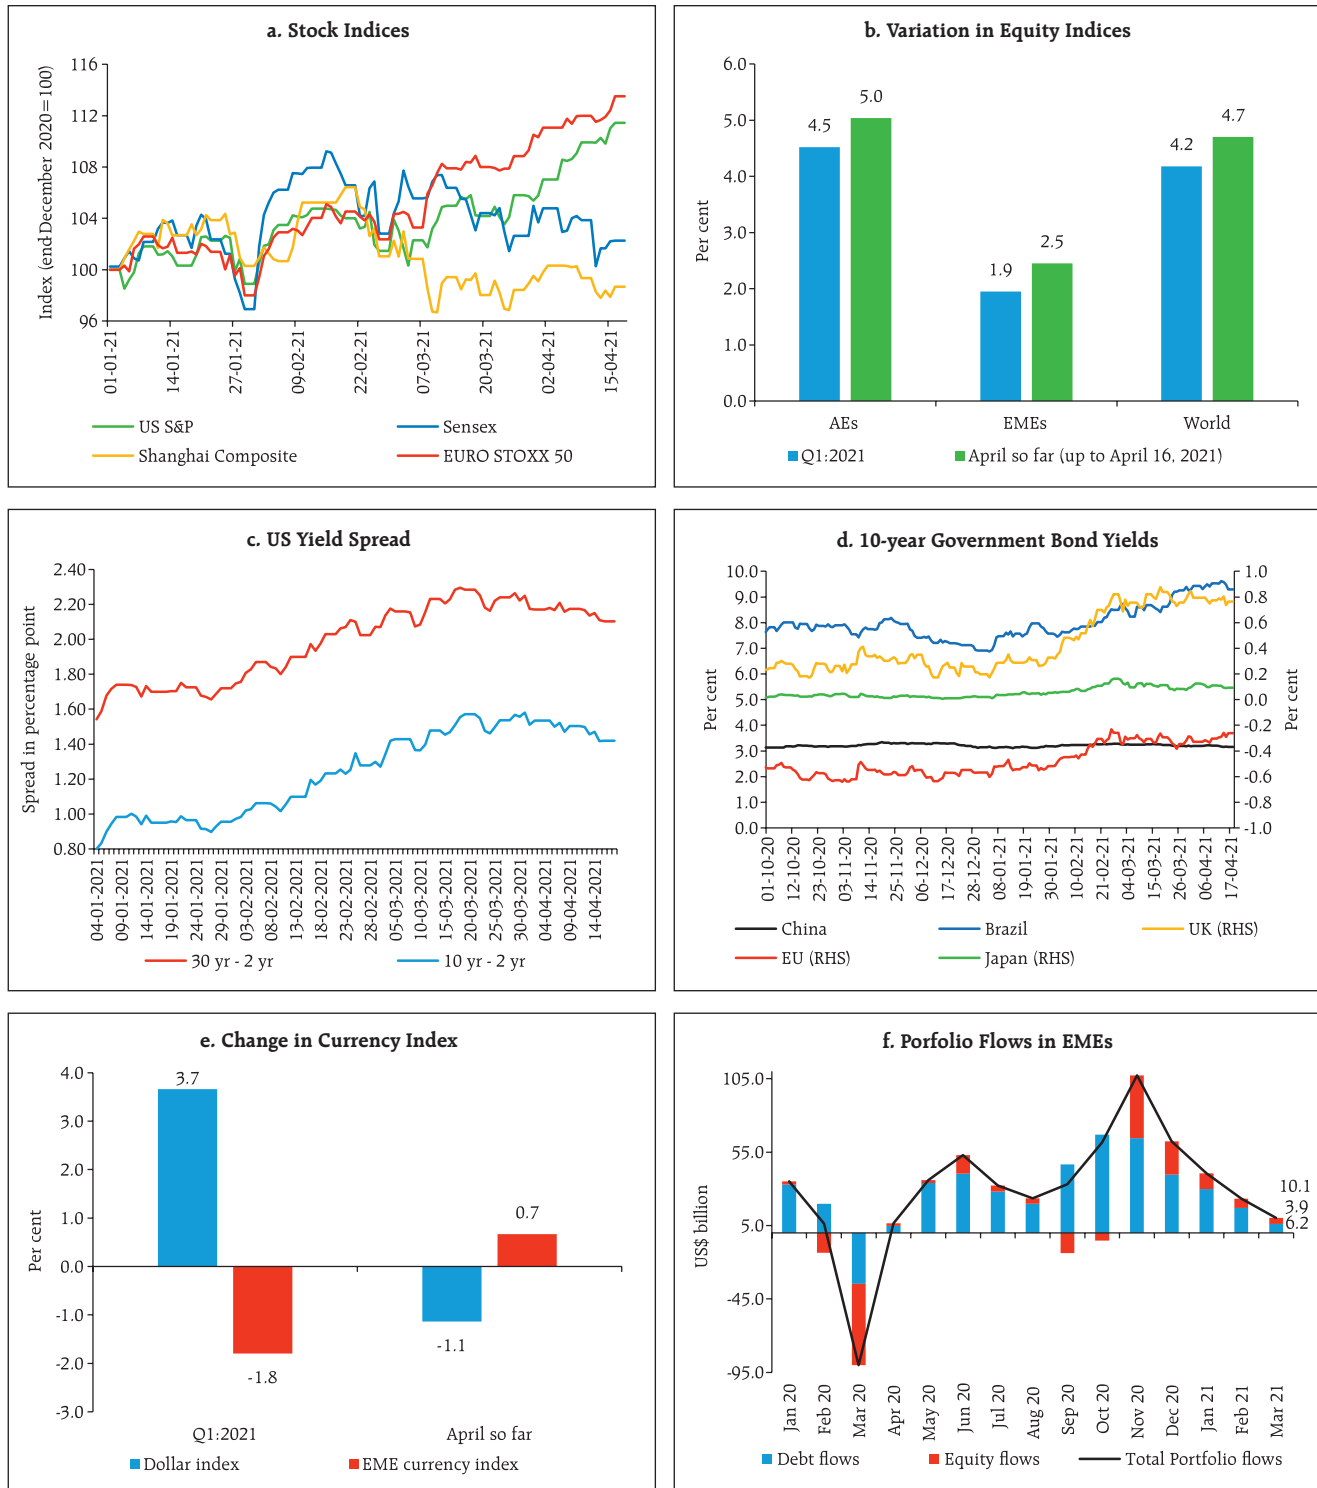 a. Stock Indices
Index (end-December 2020=100)
116
112
108
104
100
96
01-01-21
14-01-21
27-01-21
09-02-21
22-02-21
07-03-21
20-03-21
02-04-21
15-04-21
US S&P
Sensex
Shanghai Composite
EURO STOXX 50
b. Variation in Equity Indices
Per cent
6.0
5.0
4.0
3.0
2.0
1.0
0.0
4.5
5.0
1.9
2.5
4.2
4.7
AEs
EMEs
World
Q1:2021
April so far (up to April 16, 2021)
c. US Yield Spread
Spread in percentage point
2.40
2.20
2.00
1.80
1.60
1.40
1.20
1.00
0.80
04-01-2021
09-01-2021
14-01-2021
19-01-2021
24-01-2021
29-01-2021
03-02-2021
08-02-2021
13-02-2021
18-02-2021
23-02-2021
28-02-2021
05-03-2021
10-03-2021
15-03-2021
20-03-2021
25-03-2021
30-03-2021
04-04-2021
09-04-2021
14-04-2021
30 yr - 2 yr
10 yr - 2 yr
d. 10-year Government Bond Yields
Per cent
10.0
9.0
8.0
7.0
6.0
5.0
4.0
3.0
2.0
1.0
0.0
1.0
0.8
0.6
0.4
0.2
0.0
-0.2
-0.4
-0.6
-0.8
-1.0
Per cent
01-10-20
12-10-20
23-10-20
03-11-20
14-11-20
25-11-20
06-12-20
17-12-20
28-12-20
08-01-21
19-01-21
30-01-21
10-02-21
21-02-21
04-03-21
15-03-21
26-03-21
06-04-21
17-04-21
China
Brazil
UK (RHS)
EU (RHS)
Japan (RHS)
e. Change in Currency Index
Per cent
4.0
3.0
2.0
1.0
0.0
-1.0
-2.0
-3.0
3.7
-1.8
-1.1
0.7
Q1:2021
April so far
Dollar index
EME currency index
f. Porfolio Flows in EMEs
US$ billion
105.0
55.0
5.0
-45.0
-95.0
10.1
3.9
6.2
Jan 20
Feb 20
Mar 20
Apr 20
May 20
Jun 20
Jul 20
Aug 20
Sep 20
Oct 20
Nov 20
Dec 20
Jan 21
Feb 21
Mar 21
Debt flows
Equity flows
Total Portfolio flows